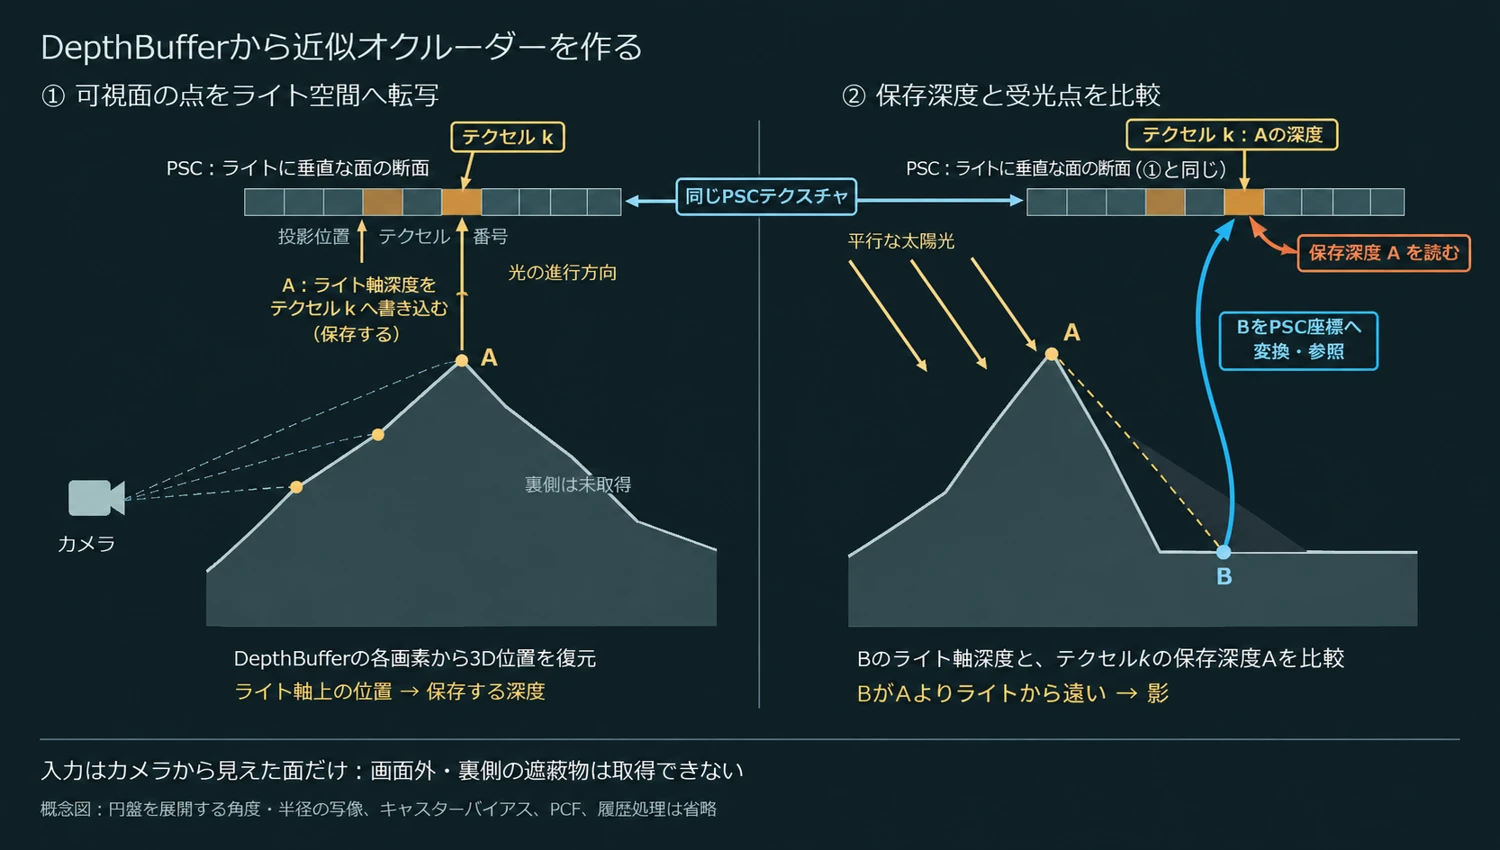 DepthBufferから近似オクルーダーを作る
① 可視面の点をライト空間へ転写
テクセル k
PSC：ライトに垂直な面の断面
投影位置
テクセル
番号
A：ライト軸深度を
テクセル k へ書き込む
（保存する）
光の進行方向
A
裏側は未取得
カメラ
DepthBufferの各画素から3D位置を復元
ライト軸上の位置 → 保存する深度
同じPSCテクスチャ
② 保存深度と受光点を比較
テクセル k：Aの深度
PSC：ライトに垂直な面の断面（①と同じ）
平行な太陽光
保存深度 A を読む
BをPSC座標へ
変換・参照
A
B
Bのライト軸深度と、テクセルkの保存深度Aを比較
BがAよりライトから遠い → 影
入力はカメラから見えた面だけ：画面外・裏側の遮蔽物は取得できない
概念図：円盤を展開する角度・半径の写像、キャスターバイアス、PCF、履歴処理は省略